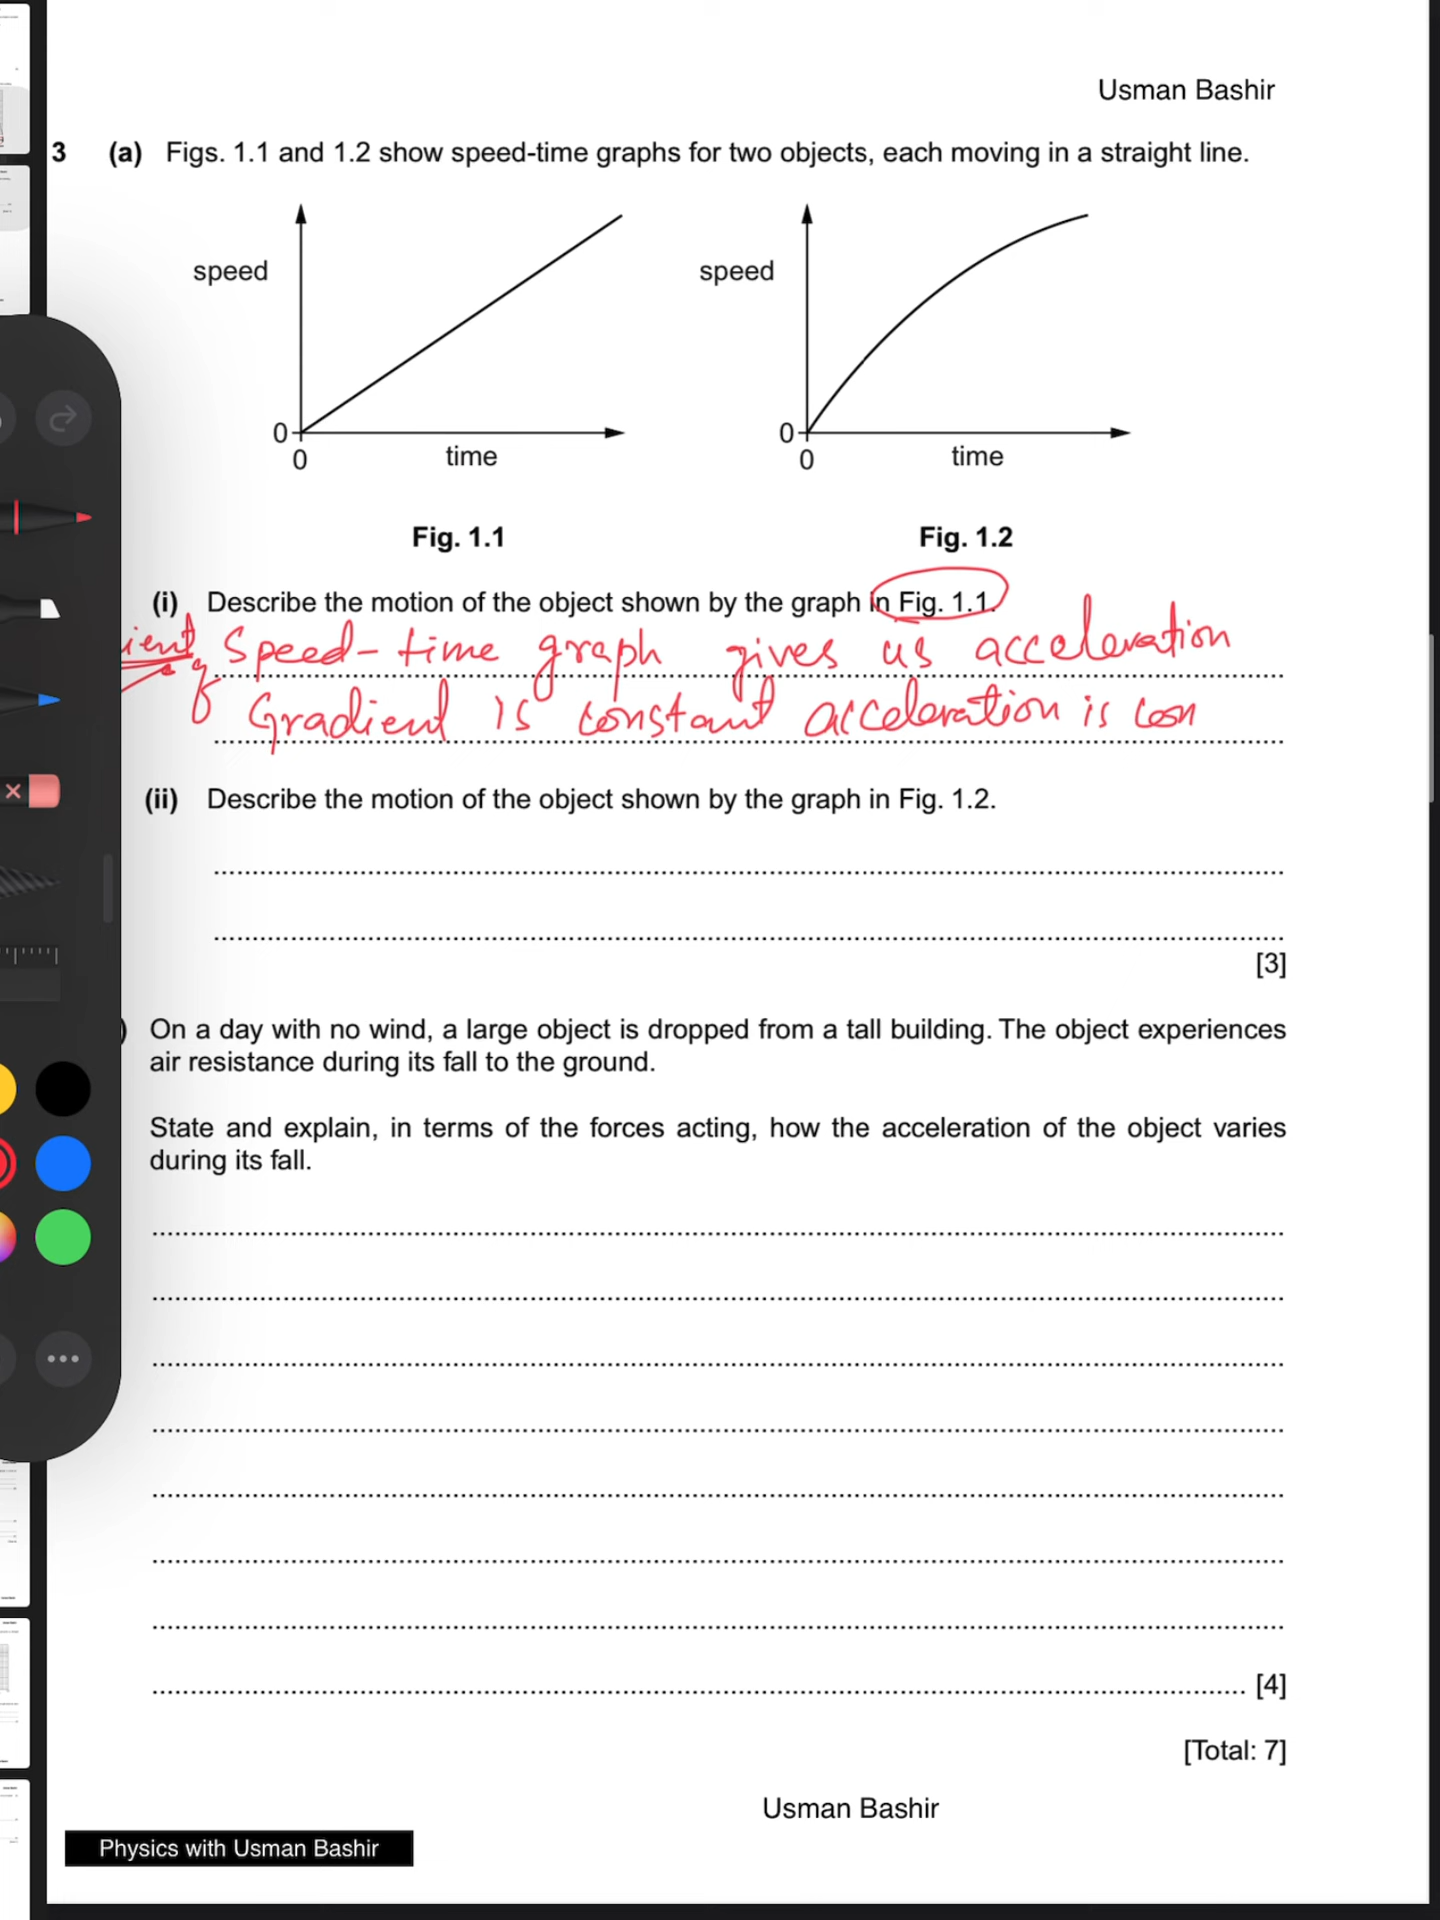 Usman Bashir
3 (a) Figs. 1.1 and 1.2 show speed-time graphs for two objects, each moving in a straight line.
speed
0
0
time
Fig. 1.1
speed
0
0
time
Fig. 1.2
(i) Describe the motion of the object shown by the graph in Fig. 1.1.
ient of Speed-time graph gives us acceleration
Gradient is constant acceleration is con
(ii) Describe the motion of the object shown by the graph in Fig. 1.2.
[3]
) On a day with no wind, a large object is dropped from a tall building. The object experiences
air resistance during its fall to the ground.
State and explain, in terms of the forces acting, how the acceleration of the object varies
during its fall.
[4]
[Total: 7]
Usman Bashir
Physics with Usman Bashir